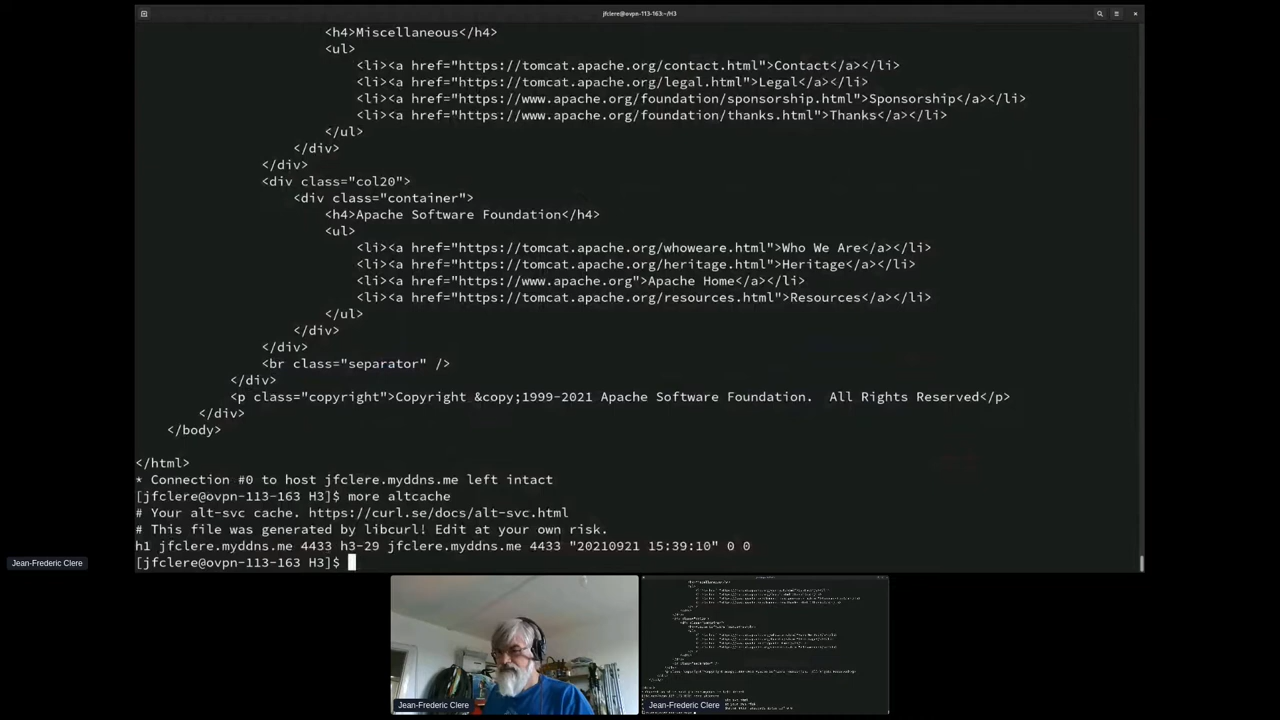 jfclere@ovpn-113-163:~/H3
<h4>Miscellaneous</h4>
<ul>
<li><a href="https://tomcat.apache.org/contact.html">Contact</a></li>
<li><a href="https://tomcat.apache.org/legal.html">Legal</a></li>
<li><a href="https://www.apache.org/foundation/sponsorship.html">Sponsorship</a></li>
<li><a href="https://www.apache.org/foundation/thanks.html">Thanks</a></li>
</ul>
</div>
</div>
<div class="col20">
<div class="container">
<h4>Apache Software Foundation</h4>
<ul>
<li><a href="https://tomcat.apache.org/whoweare.html">Who We Are</a></li>
<li><a href="https://tomcat.apache.org/heritage.html">Heritage</a></li>
<li><a href="https://www.apache.org">Apache Home</a></li>
<li><a href="https://tomcat.apache.org/resources.html">Resources</a></li>
</ul>
</div>
</div>
<br class="separator" />
</div>
<p class="copyright">Copyright &copy;1999-2021 Apache Software Foundation.  All Rights Reserved</p>
</div>
</body>
</html>
* Connection #0 to host jfclere.myddns.me left intact
[jfclere@ovpn-113-163 H3]$ more altcache
# Your alt-svc cache. https://curl.se/docs/alt-svc.html
# This file was generated by libcurl! Edit at your own risk.
h1 jfclere.myddns.me 4433 h3-29 jfclere.myddns.me 4433 "20210921 15:39:10" 0 0
[jfclere@ovpn-113-163 H3]$
Jean-Frederic Clere
Jean-Frederic Clere
Jean-Frederic Clere